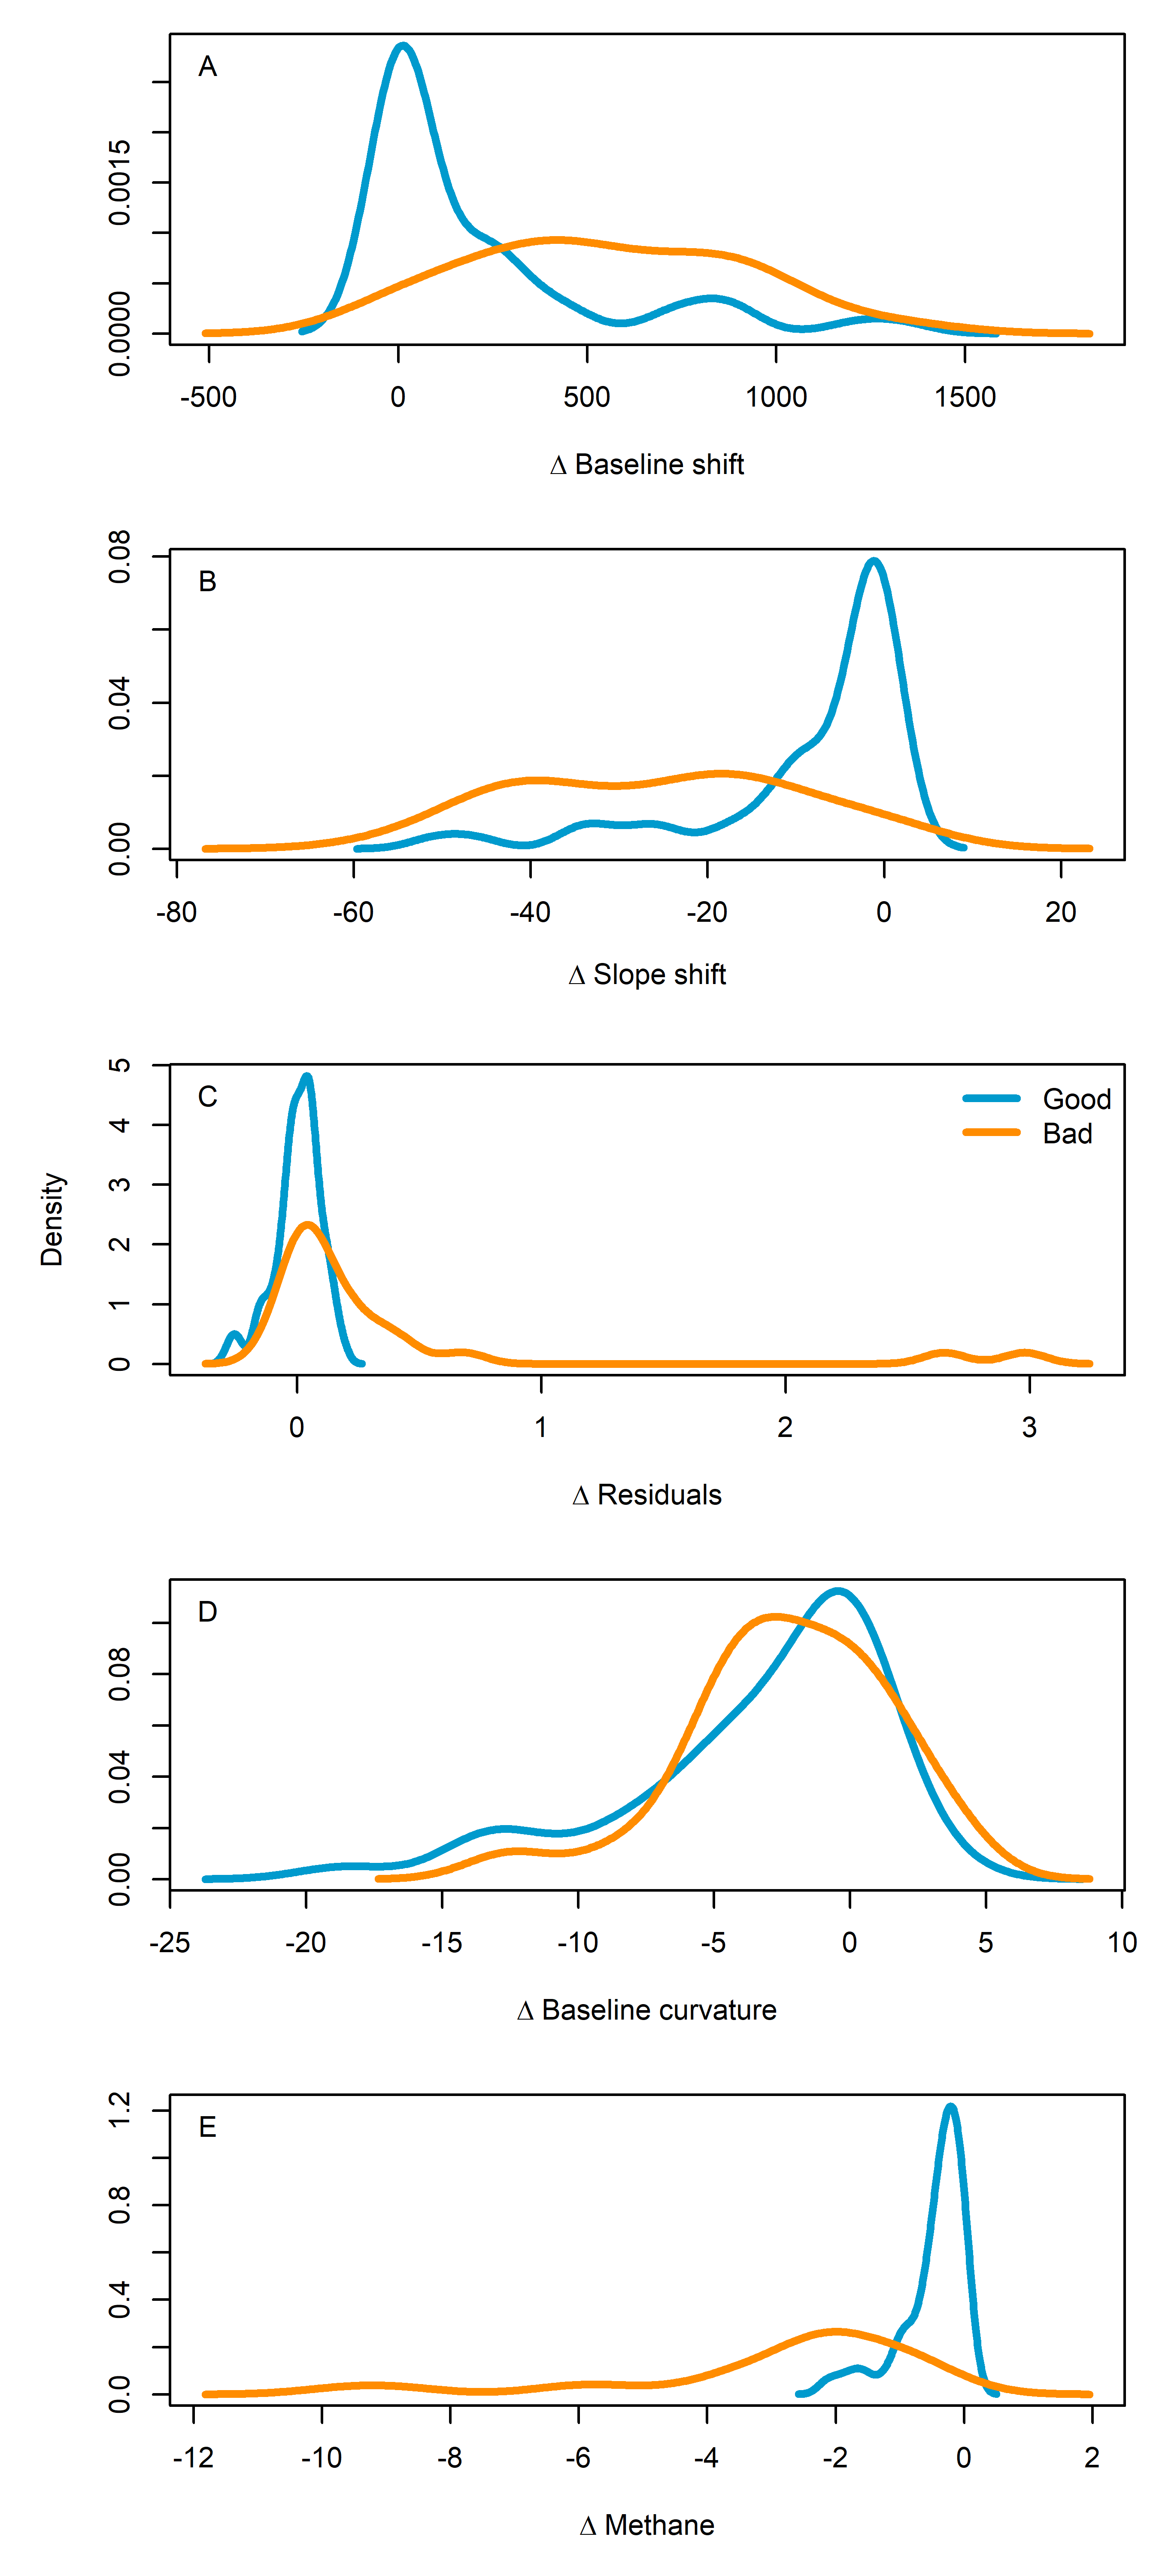 A
0.0015
0.0000
-500 0 500 1000 1500
Δ Baseline shift
B
0.08
0.04
0.00
-80 -60 -40 -20 0 20
Δ Slope shift
C
Good
Bad
Density
5
4
3
2
1
0
0 1 2 3
Δ Residuals
D
0.08
0.04
0.00
-25 -20 -15 -10 -5 0 5 10
Δ Baseline curvature
E
1.2
0.8
0.4
0.0
-12 -10 -8 -6 -4 -2 0 2
Δ Methane